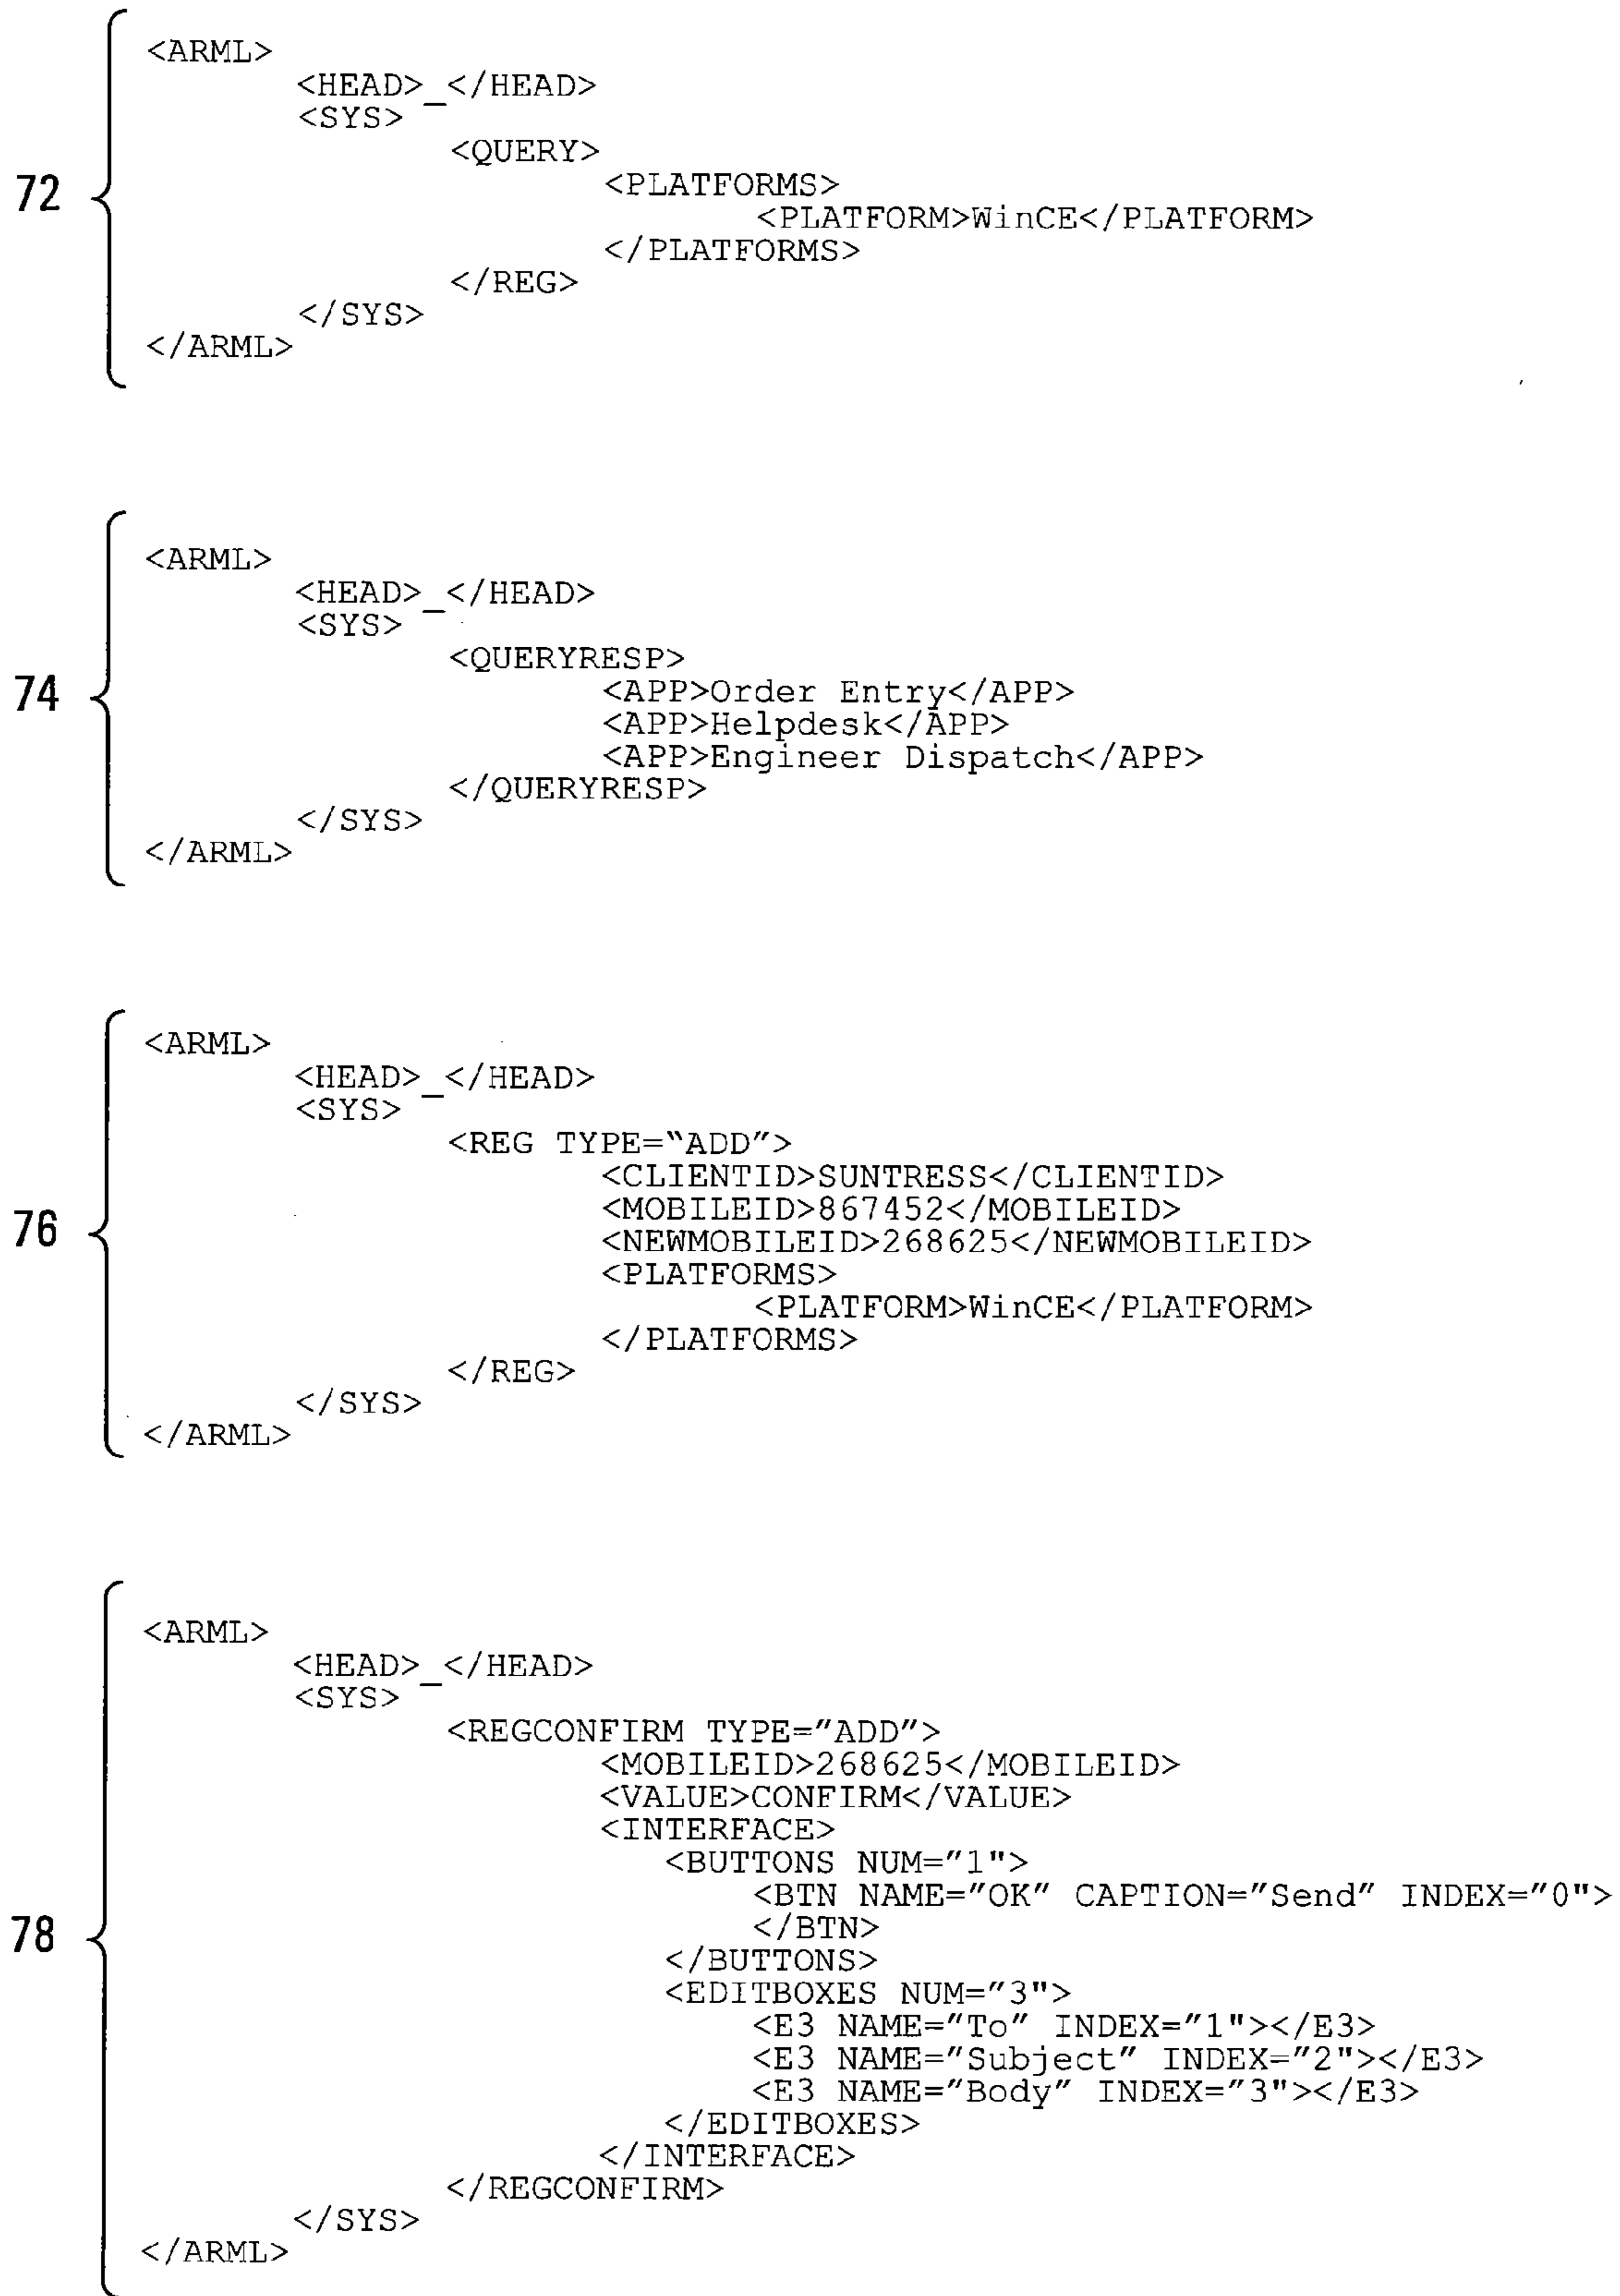 <ARML>
<HEAD>_</HEAD>
<SYS>
<QUERY>
<PLATFORMS>
72
<PLATFORM>WinCE</PLATFORM>
</PLATFORMS>
</REG>
</SYS>
</ARML>
<ARML>
<HEAD>_</HEAD>
<SYS>
<QUERYRESP>
74
<APP>Order Entry</APP>
<APP>Helpdesk</APP>
<APP>Engineer Dispatch</APP>
</QUERYRESP>
</SYS>
</ARML>
<ARML>
<HEAD>_</HEAD>
<SYS>
<REG TYPE="ADD">
<CLIENTID>SUNTRESS</CLIENTID>
<MOBILEID>867452</MOBILEID>
76
<NEWMOBILEID>268625</NEWMOBILEID>
<PLATFORMS>
<PLATFORM>WinCE</PLATFORM>
</PLATFORMS>
</REG>
</SYS>
</ARML>
<ARML>
<HEAD>_</HEAD>
<SYS>
<REGCONFIRM TYPE="ADD">
<MOBILEID>268625</MOBILEID>
<VALUE>CONFIRM</VALUE>
<INTERFACE>
<BUTTONS NUM="1">
<BTN NAME="OK" CAPTION="Send" INDEX="0">
78
</BTN>
</BUTTONS>
<EDITBOXES NUM="3">
<E3 NAME="To" INDEX="1"></E3>
<E3 NAME="Subject" INDEX="2"></E3>
<E3 NAME="Body" INDEX="3"></E3>
</EDITBOXES>
</INTERFACE>
</REGCONFIRM>
</SYS>
</ARML>